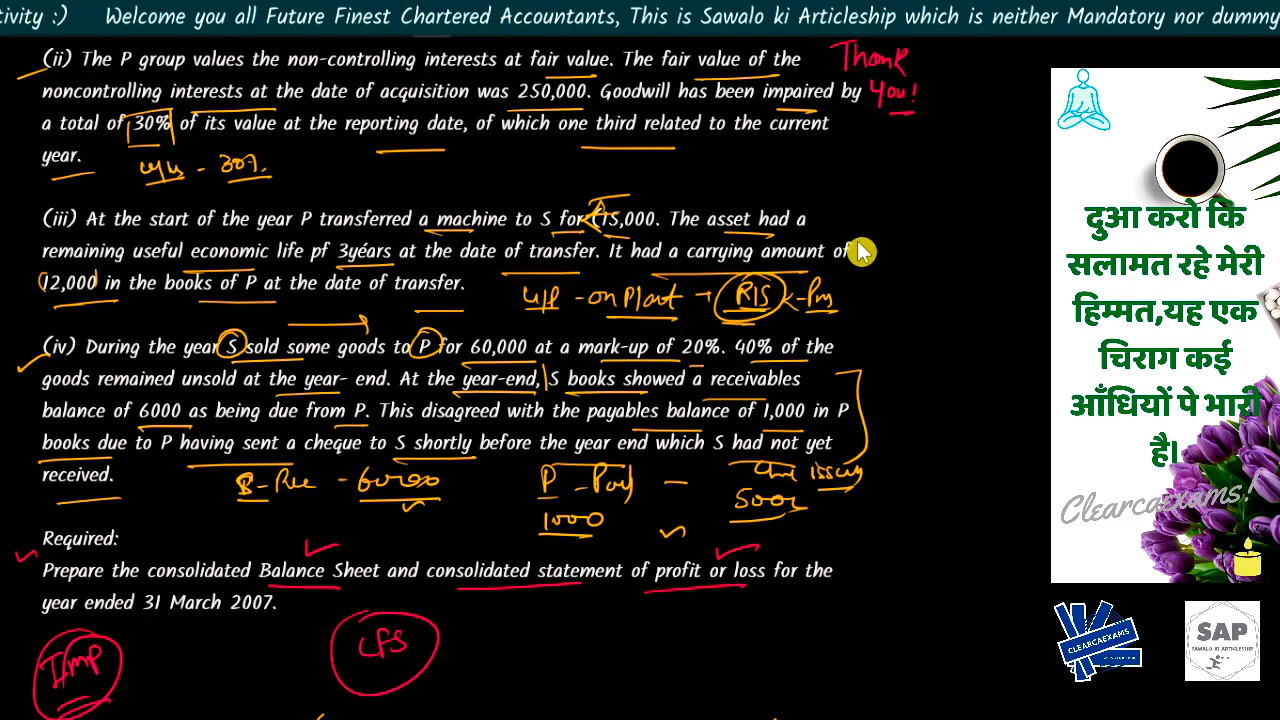 tivity :) Welcome you all Future Finest Chartered Accountants, This is Sawalo ki Articleship which is neither Mandatory nor dummy
(ii) The P group values the non-controlling interests at fair value. The fair value of the
noncontrolling interests at the date of acquisition was 250,000. Goodwill has been impaired by
a total of 30% of its value at the reporting date, of which one third related to the current
year.
Thank
You!
- 30%
(iii) At the start of the year P transferred a machine to S for 15,000. The asset had a
remaining useful economic life pf 3years at the date of transfer. It had a carrying amount of
12,000 in the books of P at the date of transfer.
(iv) During the year S sold some goods to P for 60,000 at a mark-up of 20%. 40% of the
goods remained unsold at the year- end. At the year-end, S books showed a receivables
balance of 6000 as being due from P. This disagreed with the payables balance of 1,000 in P
books due to P having sent a cheque to S shortly before the year end which S had not yet
received.
S - Rec -
P - Pay -
1000
Required:
Prepare the consolidated Balance Sheet and consolidated statement of profit or loss for the
year ended 31 March 2007.
Imp
CFS
दुआ करो कि
सलामत रहे मेरी
हिम्मत,यह एक
चिराग कई
आँधियों पे भारी
है।
Clearcaexams!
CLEARCAEXAMS
SAP
SAWALO KI ARTICLESHIP